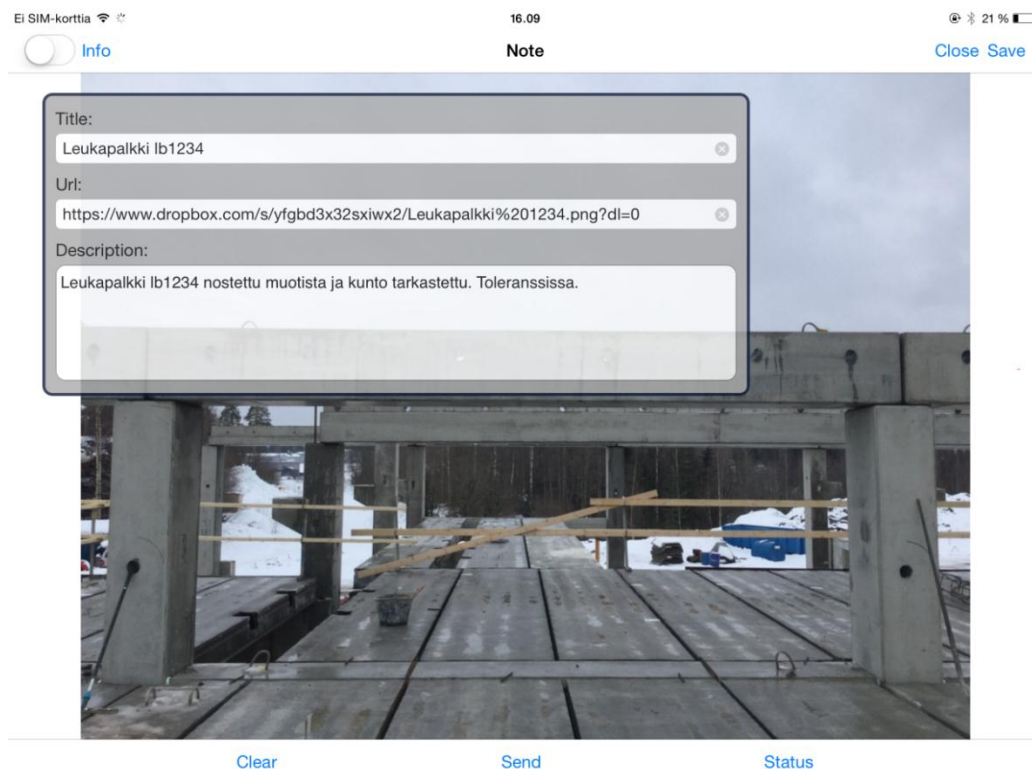 Ei SIM-korttia
16.09
21 %
Info
Note
Close Save
Title:
Leukapalkki lb1234
Url:
https://www.dropbox.com/s/yfgbd3x32sxiwx2/Leukapalkki%201234.png?dl=0
Description:
Leukapalkki lb1234 nostettu muotista ja kunto tarkastettu. Toleranssissa.
Clear
Send
Status